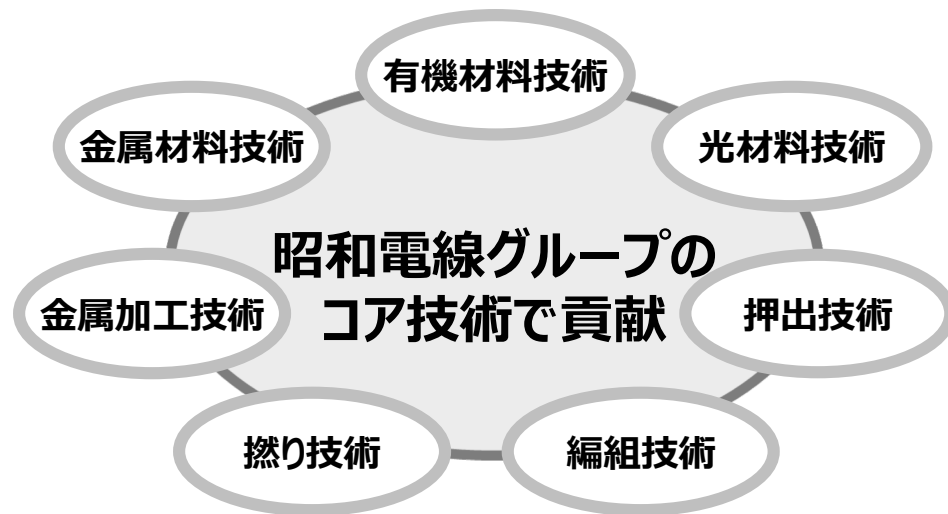 有機材料技術
金属材料技術
光材料技術
昭和電線グループの
コア技術で貢献
金属加工技術
押出技術
撚り技術
編組技術